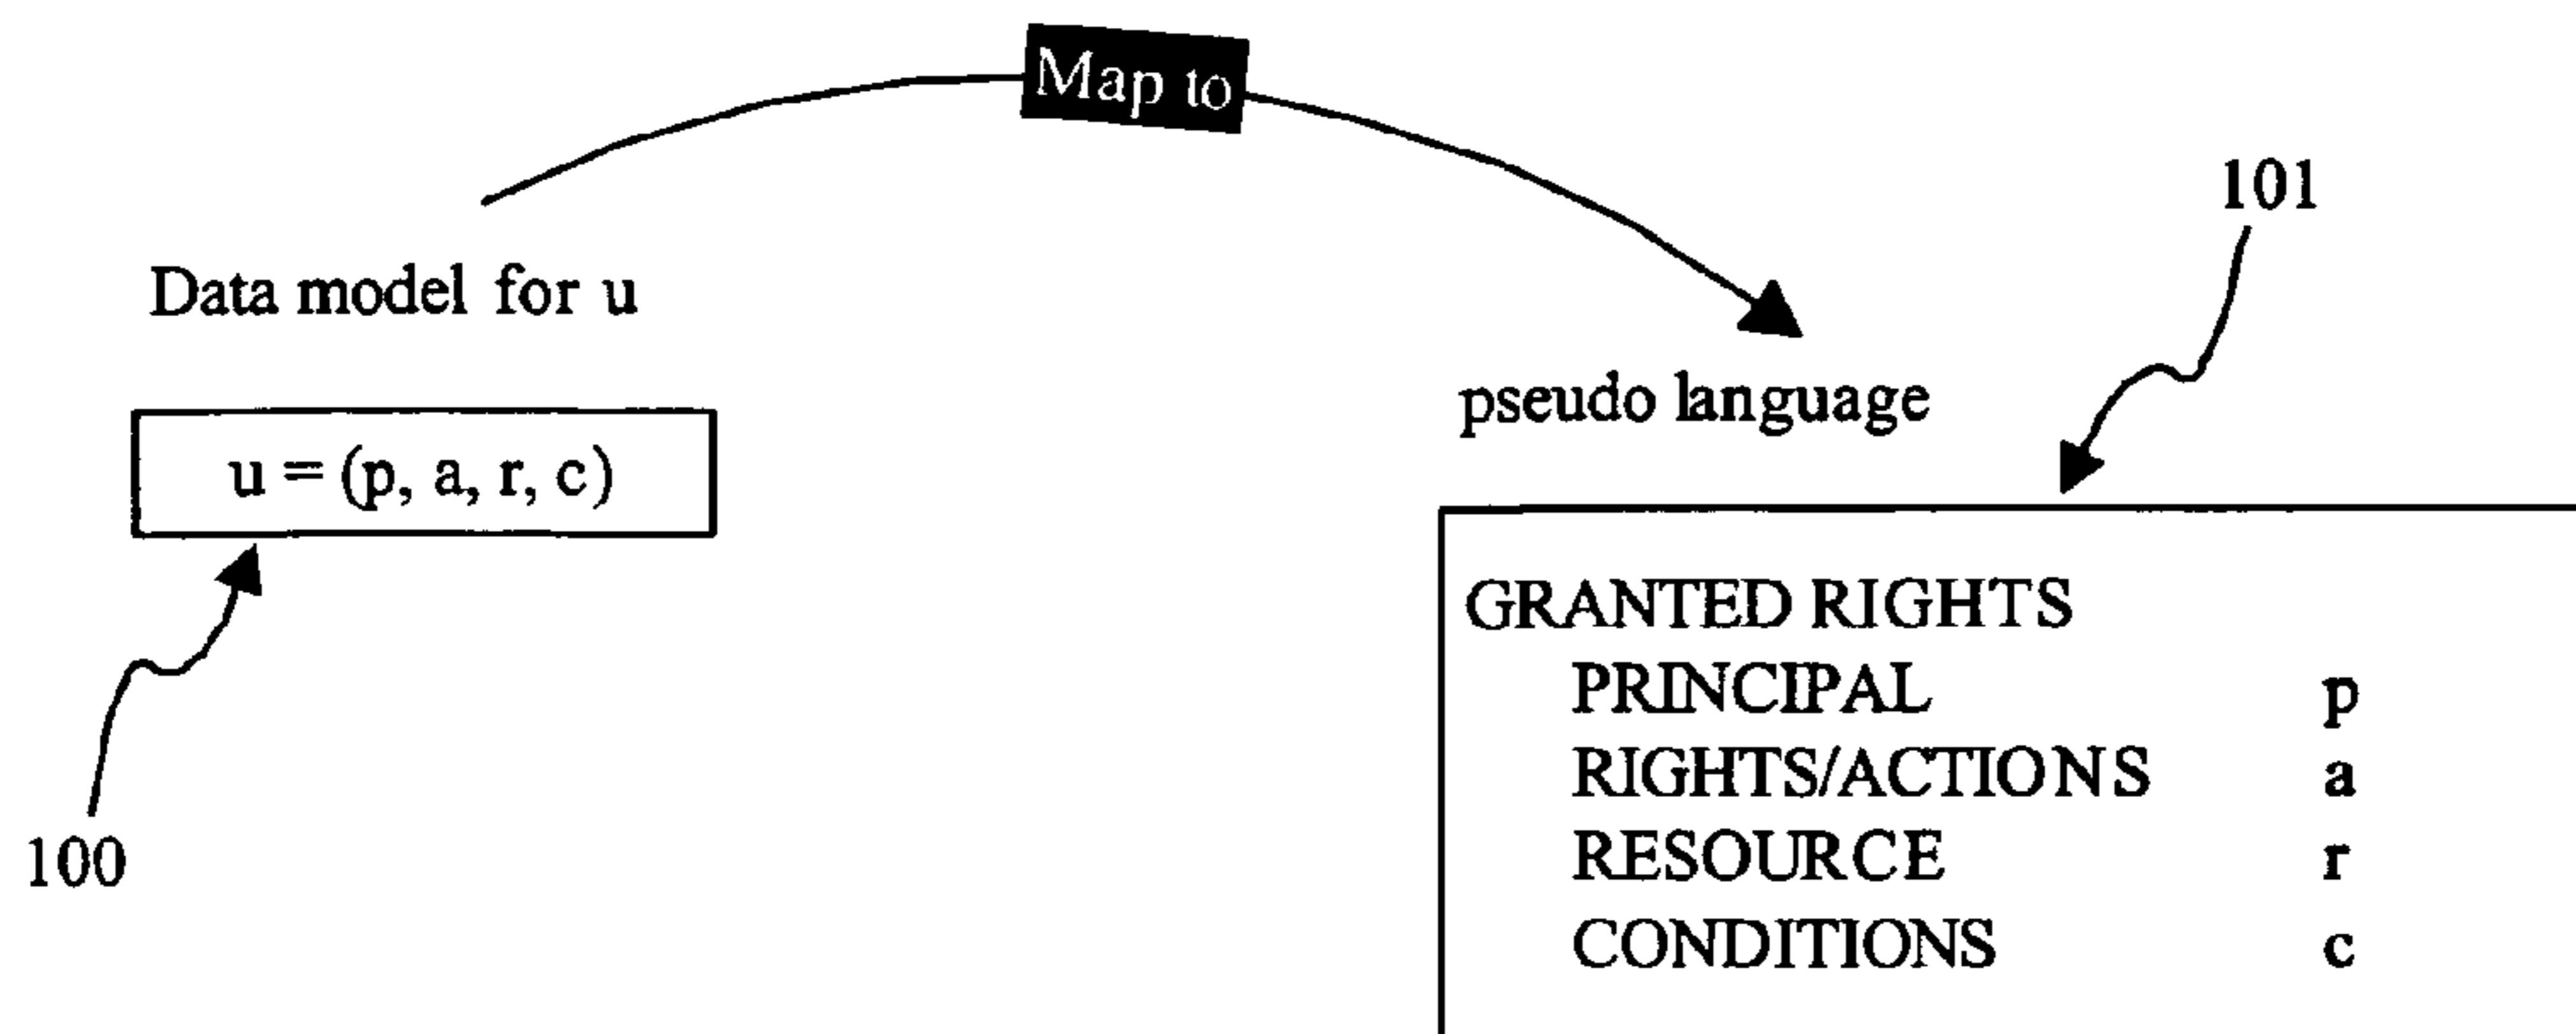 Map to
101
Data model for u
pseudo language
u = (p, a, r, c)
GRANTED RIGHTS
PRINCIPAL p
RIGHTS/ACTIONS a
RESOURCE r
CONDITIONS c
100